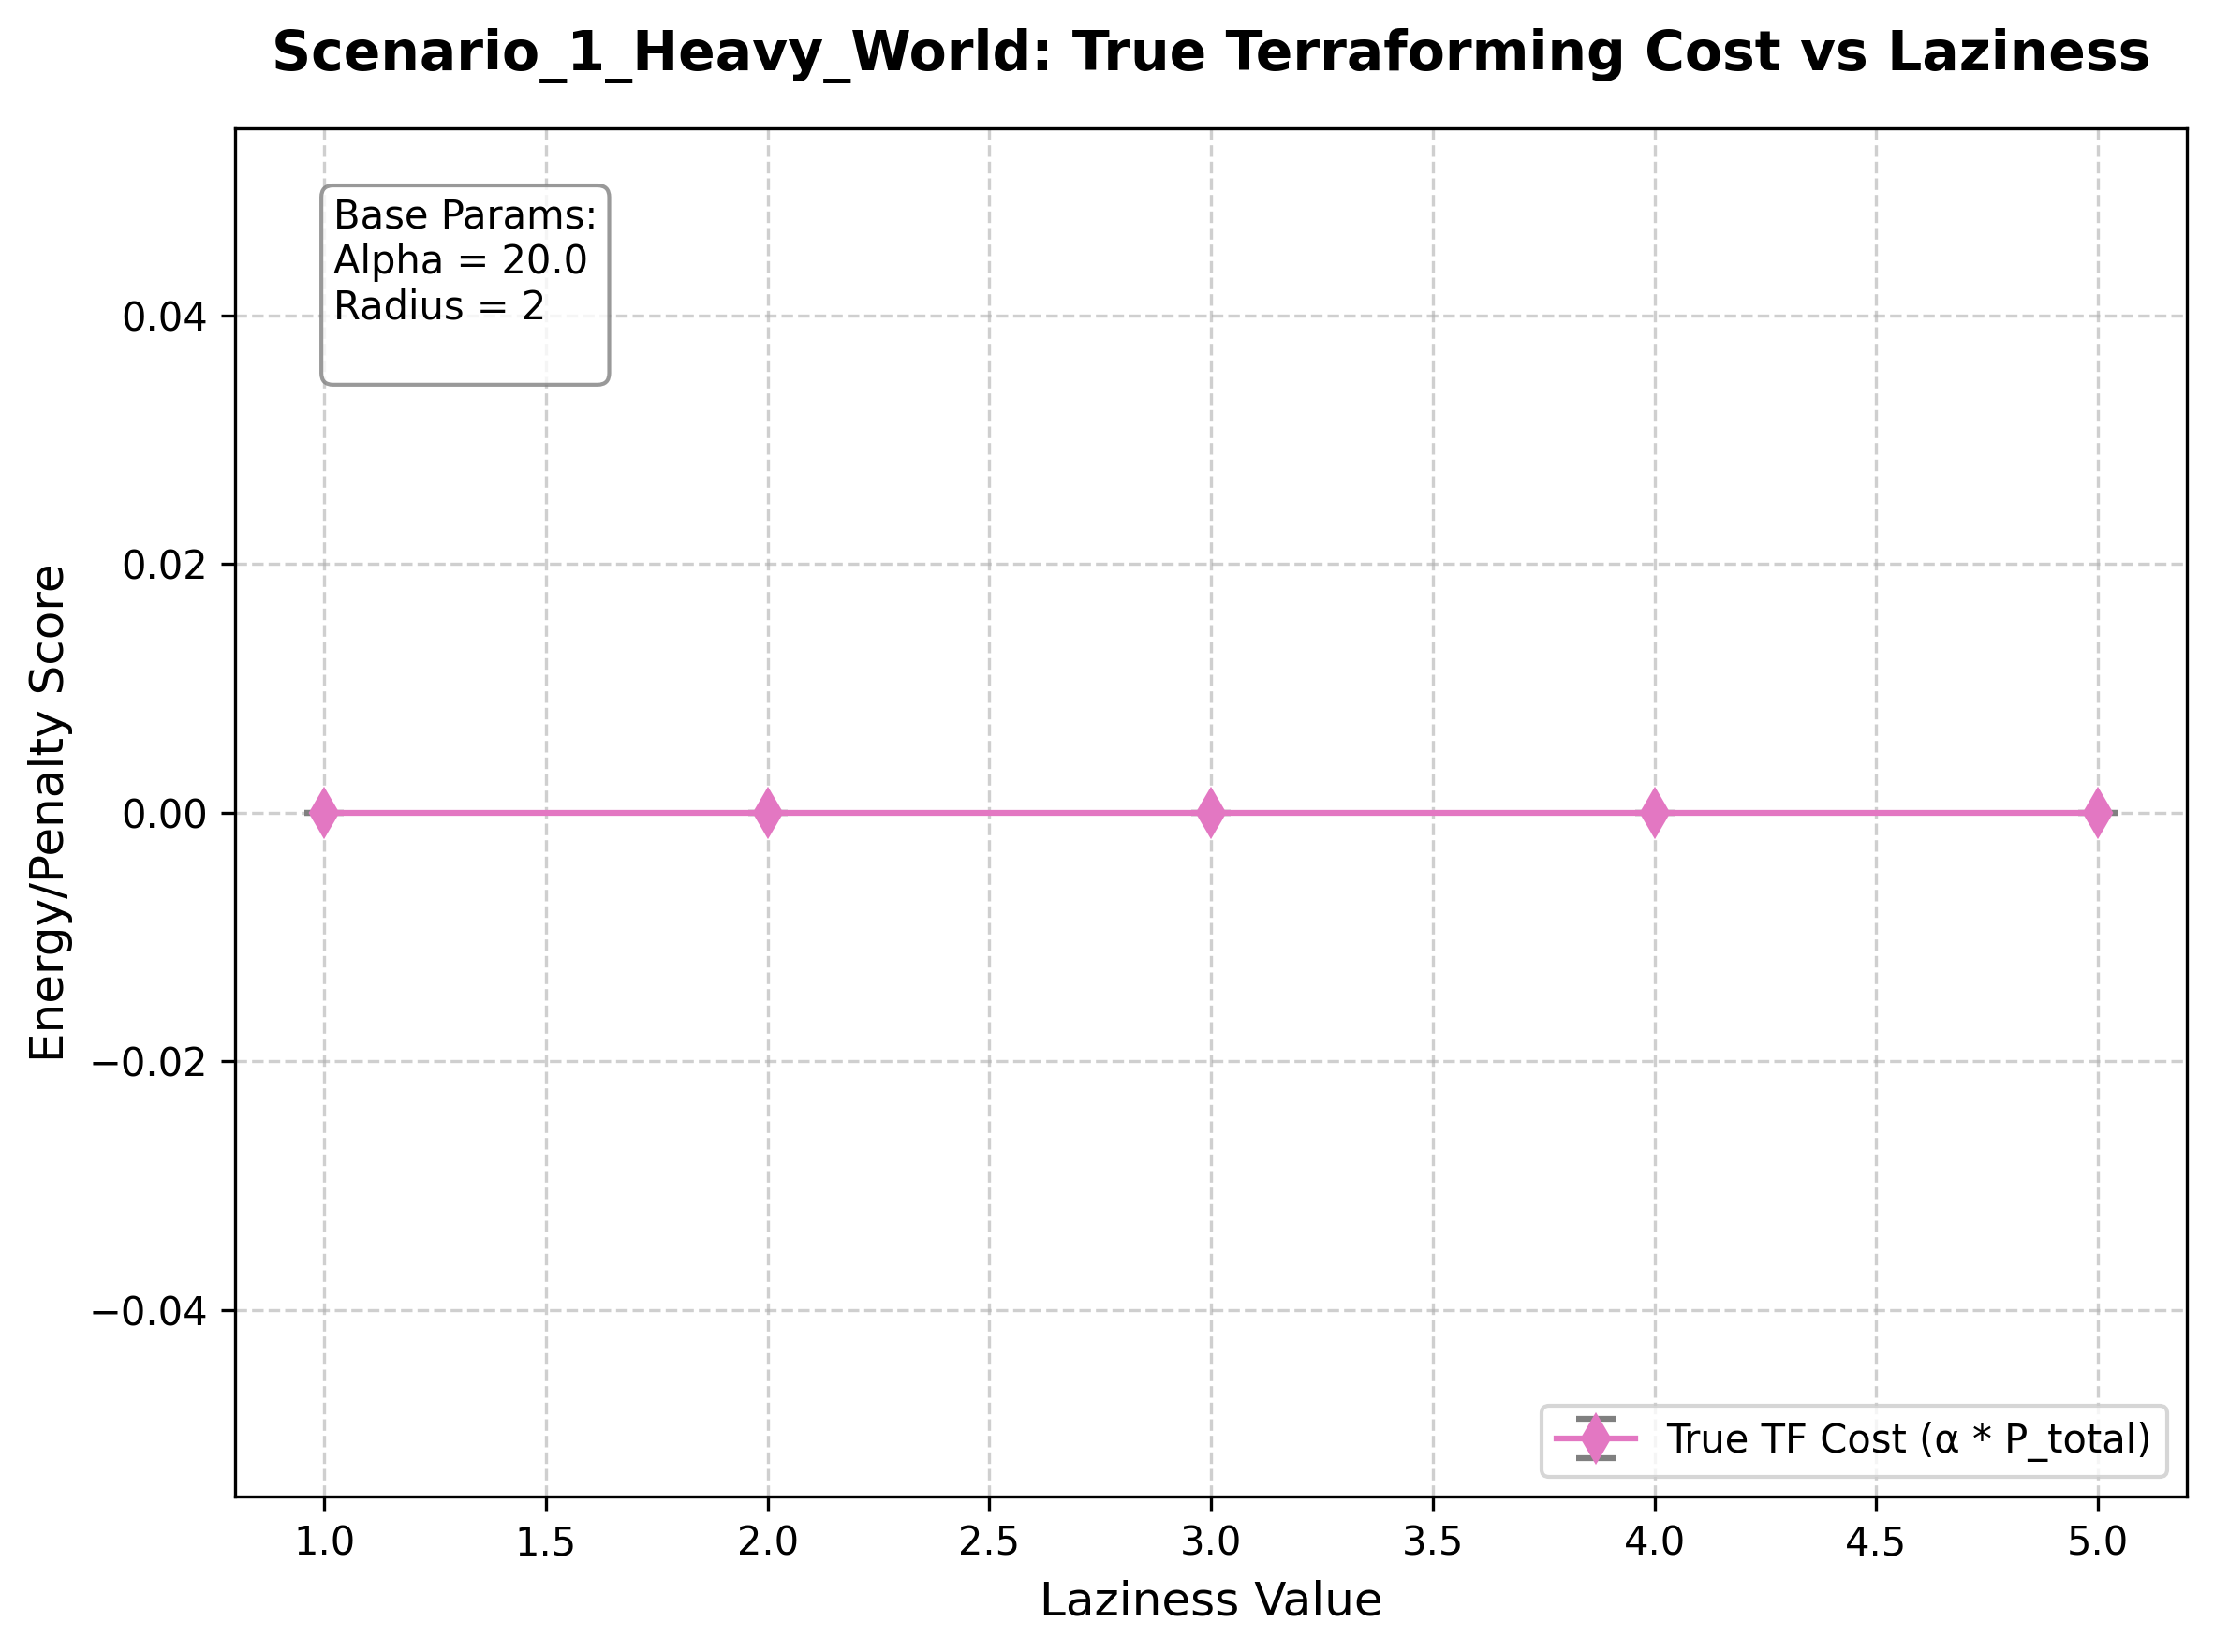 Scenario_1_Heavy_World: True Terraforming Cost vs Laziness
Base Params:
Alpha = 20.0
Radius = 2
Energy/Penalty Score
0.04
0.02
0.00
−0.02
−0.04
True TF Cost (α * P_total)
1.0 1.5 2.0 2.5 3.0 3.5 4.0 4.5 5.0
Laziness Value